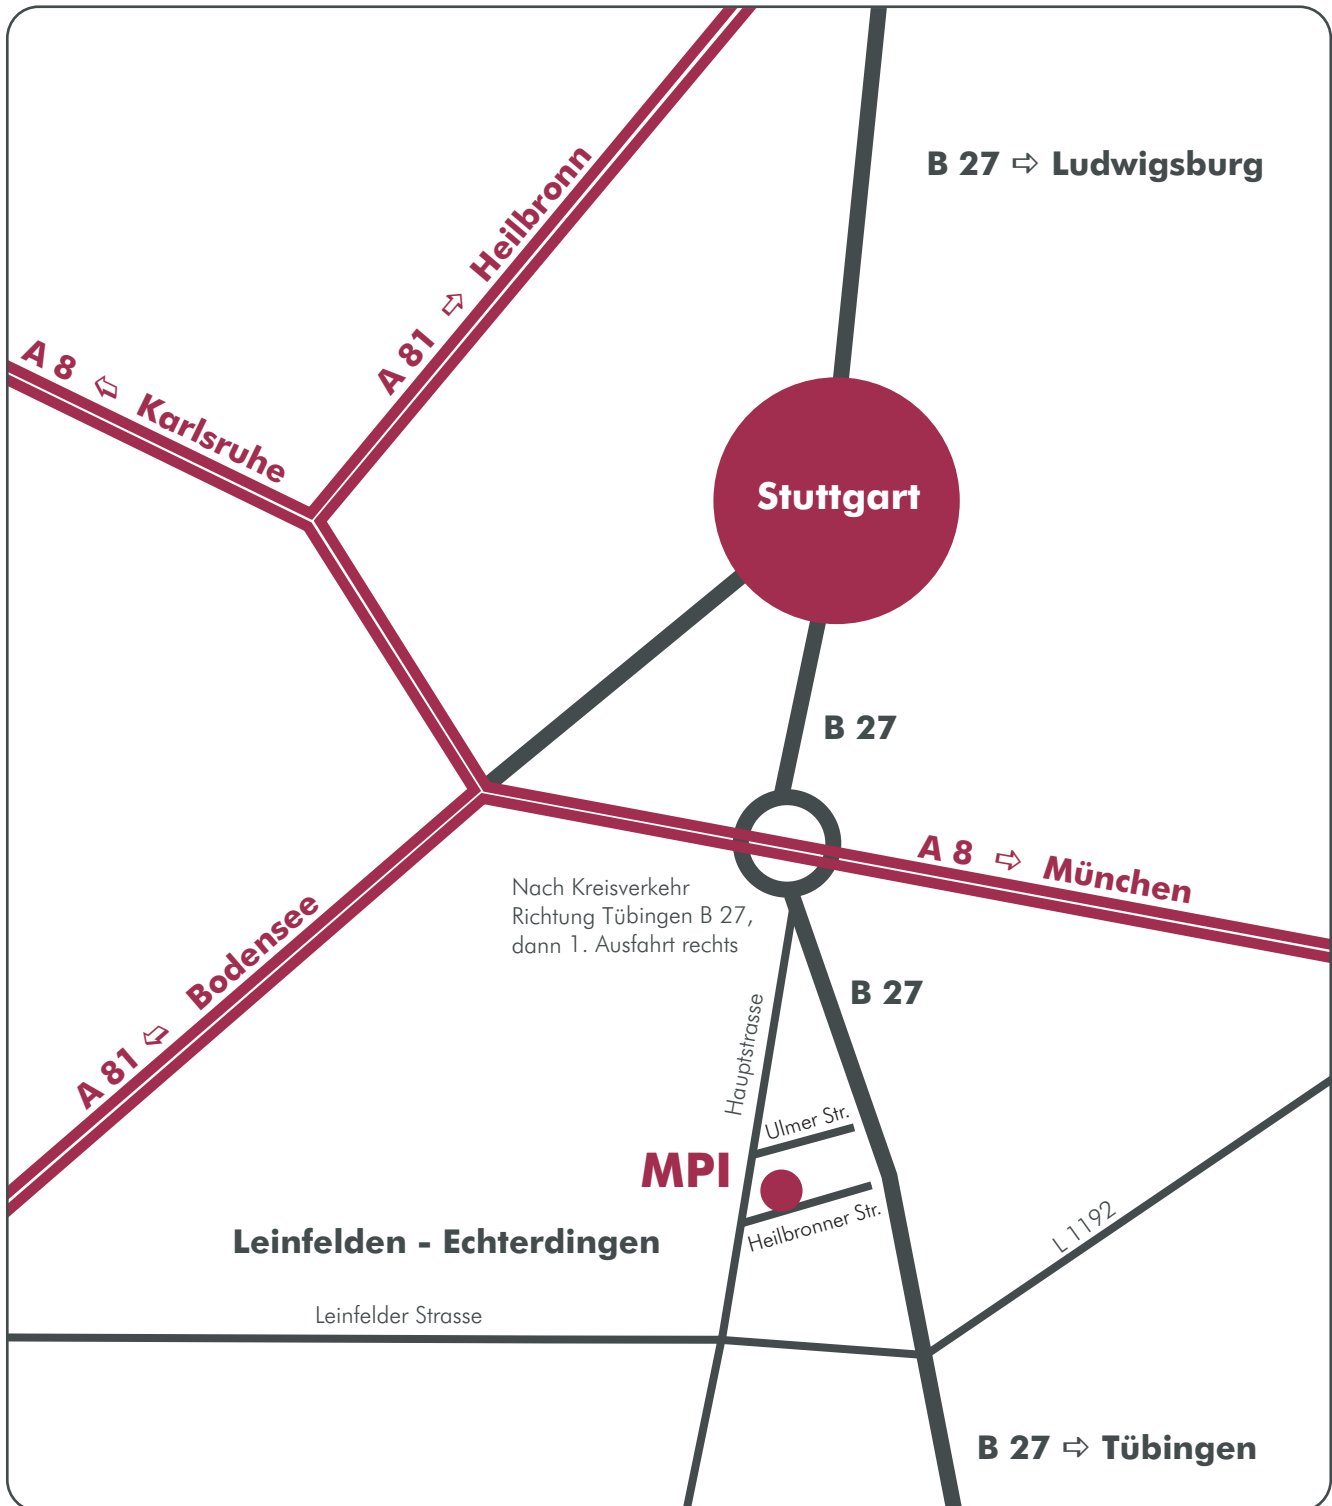 B 27 ⇨ Ludwigsburg
A 81 ⇨ Heilbronn
A 8 ⇦ Karlsruhe
Stuttgart
B 27
A 8 ⇨ München
Nach Kreisverkehr
Richtung Tübingen B 27,
dann 1. Ausfahrt rechts
A 81 ⇦ Bodensee
B 27
Hauptstrasse
Ulmer Str.
MPI
Heilbronner Str.
L 1192
Leinfelden - Echterdingen
Leinfelder Strasse
B 27 ⇨ Tübingen